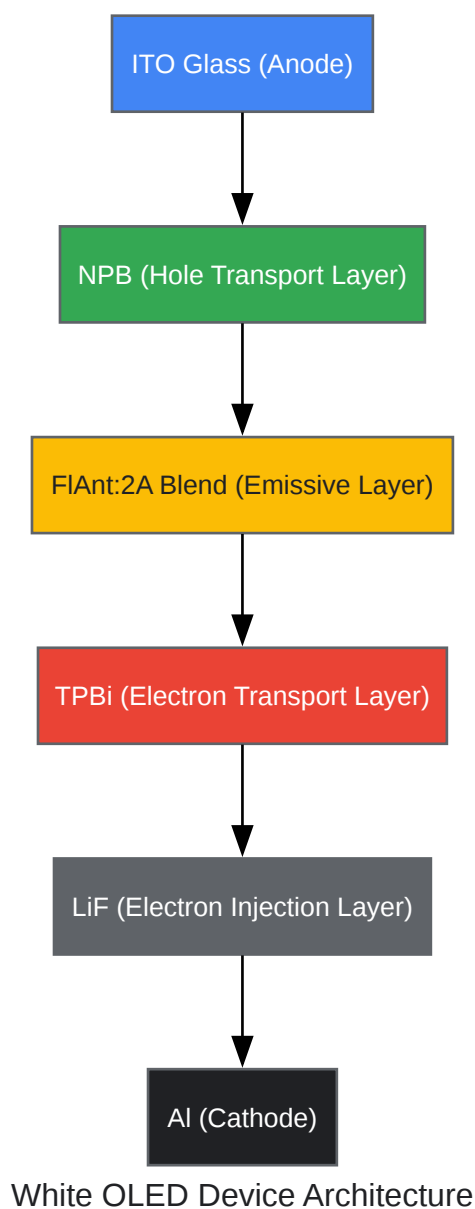 ITO Glass (Anode)
NPB (Hole Transport Layer)
FlAnt:2A Blend (Emissive Layer)
TPBi (Electron Transport Layer)
LiF (Electron Injection Layer)
Al (Cathode)
White OLED Device Architecture